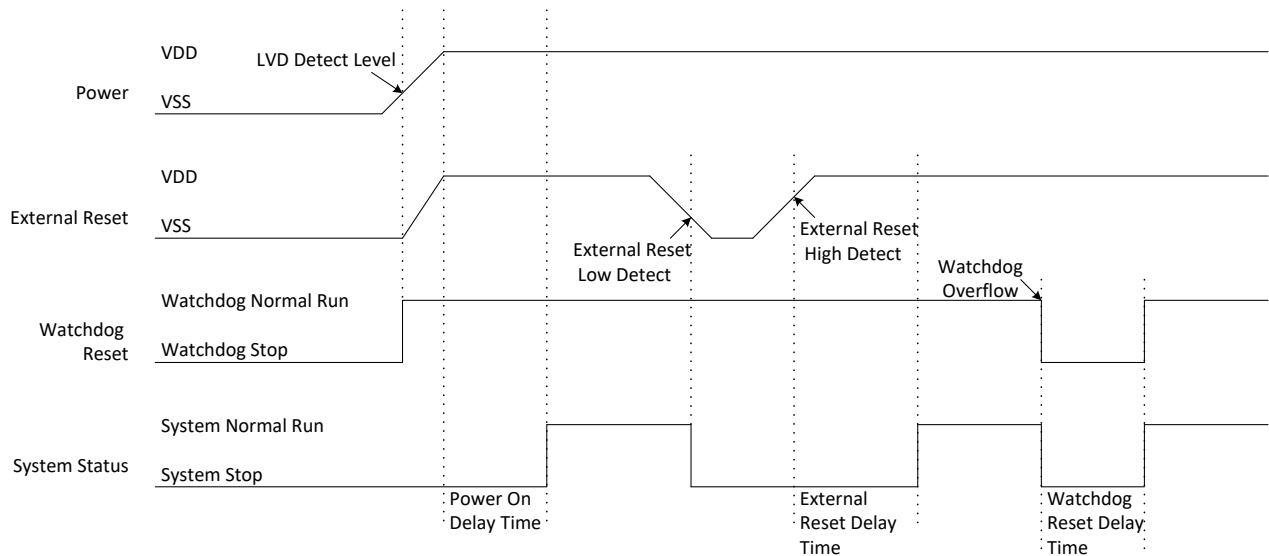 VDD
LVD Detect Level
Power
VSS
VDD
External Reset
VSS
External Reset
Low Detect
External Reset
High Detect
Watchdog
Overflow
Watchdog Normal Run
Watchdog
Reset
Watchdog Stop
System Normal Run
System Status
System Stop
Power On
Delay Time
External
Reset Delay
Time
Watchdog
Reset Delay
Time